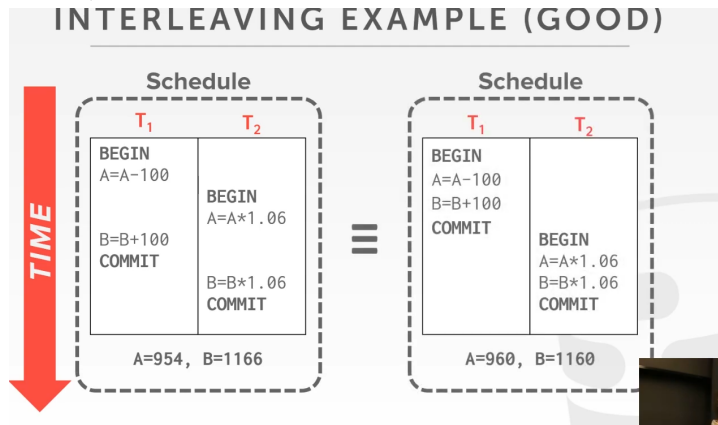 INTERLEAVING EXAMPLE (GOOD)
Schedule
T1
T2
BEGIN
A=A-100
BEGIN
A=A*1.06
B=B+100
COMMIT
B=B*1.06
COMMIT
A=954, B=1166
TIME
≡
Schedule
T1
T2
BEGIN
A=A-100
B=B+100
COMMIT
BEGIN
A=A*1.06
B=B*1.06
COMMIT
A=960, B=1160